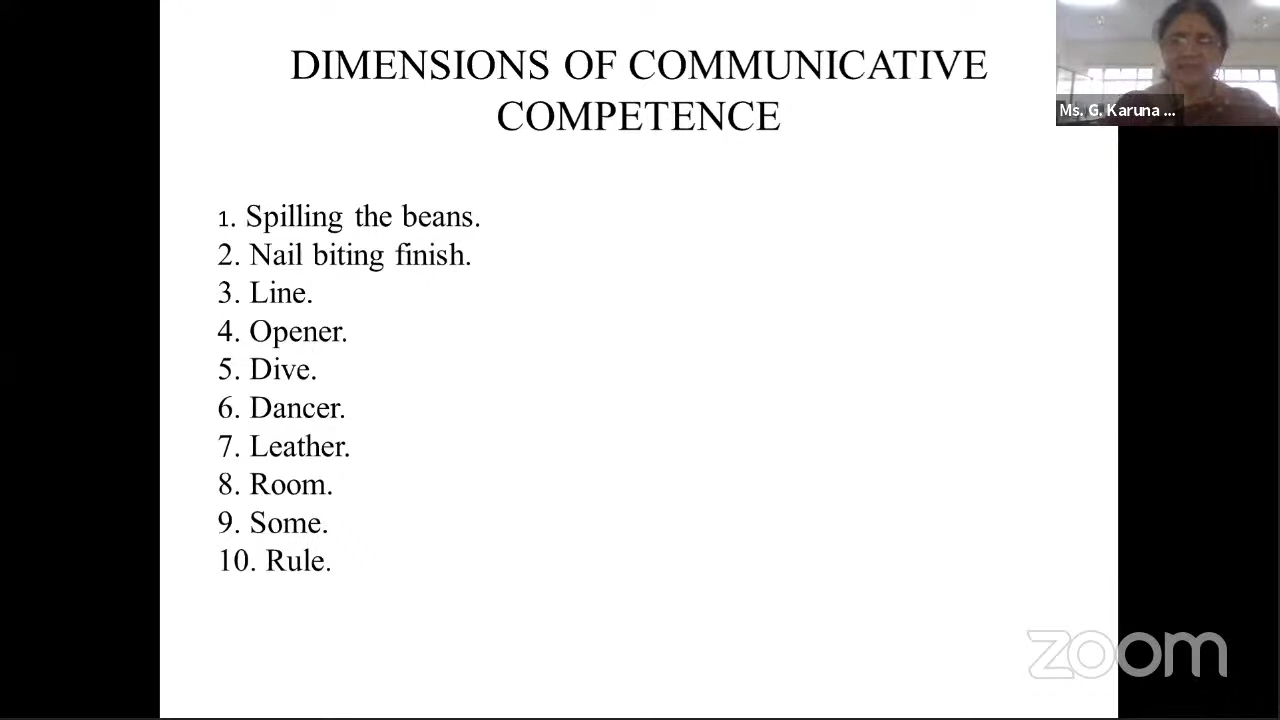 DIMENSIONS OF COMMUNICATIVE
COMPETENCE
Ms. G. Karuna ...
1. Spilling the beans.
2. Nail biting finish.
3. Line.
4. Opener.
5. Dive.
6. Dancer.
7. Leather.
8. Room.
9. Some.
10. Rule.
zoom